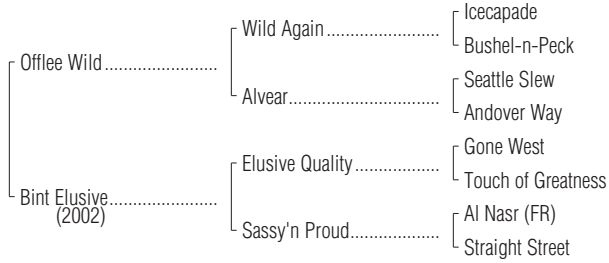 Icecapade
Wild Again
Bushel-n-Peck
Offlee Wild
Seattle Slew
Alvear
Andover Way
Gone West
Elusive Quality
Touch of Greatness
Bint Elusive
(2002)
Al Nasr (FR)
Sassy'n Proud
Straight Street